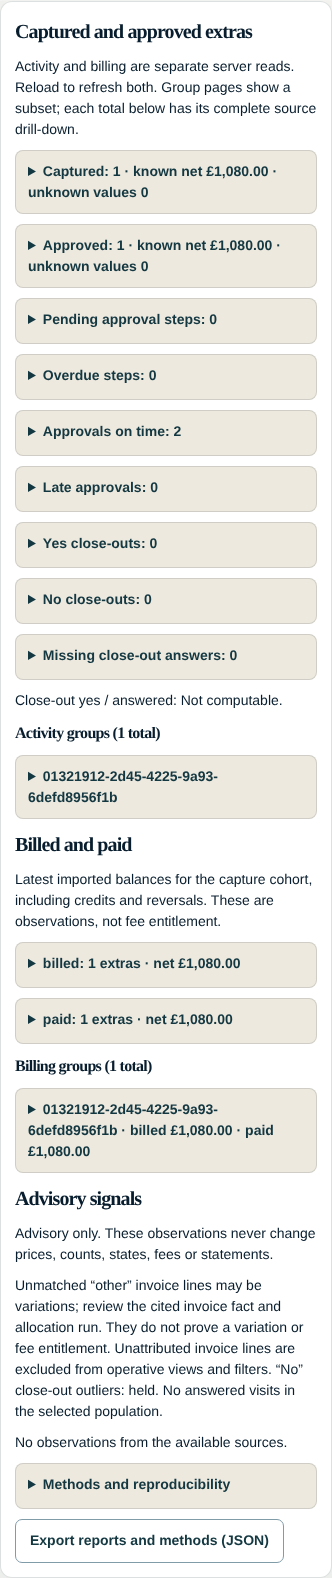 Captured and approved extras
Activity and billing are separate server reads.
Reload to refresh both. Group pages show a
subset; each total below has its complete source
drill-down.
▶ Captured: 1 · known net £1,080.00 ·
unknown values 0
▶ Approved: 1 · known net £1,080.00 ·
unknown values 0
▶ Pending approval steps: 0
▶ Overdue steps: 0
▶ Approvals on time: 2
▶ Late approvals: 0
▶ Yes close-outs: 0
▶ No close-outs: 0
▶ Missing close-out answers: 0
Close-out yes / answered: Not computable.
Activity groups (1 total)
▶ 01321912-2d45-4225-9a93-
6defd8956f1b
Billed and paid
Latest imported balances for the capture cohort,
including credits and reversals. These are
observations, not fee entitlement.
▶ billed: 1 extras · net £1,080.00
▶ paid: 1 extras · net £1,080.00
Billing groups (1 total)
▶ 01321912-2d45-4225-9a93-
6defd8956f1b · billed £1,080.00 · paid
£1,080.00
Advisory signals
Advisory only. These observations never change
prices, counts, states, fees or statements.
Unmatched “other” invoice lines may be
variations; review the cited invoice fact and
allocation run. They do not prove a variation or
fee entitlement. Unattributed invoice lines are
excluded from operative views and filters. “No”
close-out outliers: held. No answered visits in
the selected population.
No observations from the available sources.
▶ Methods and reproducibility
Export reports and methods (JSON)